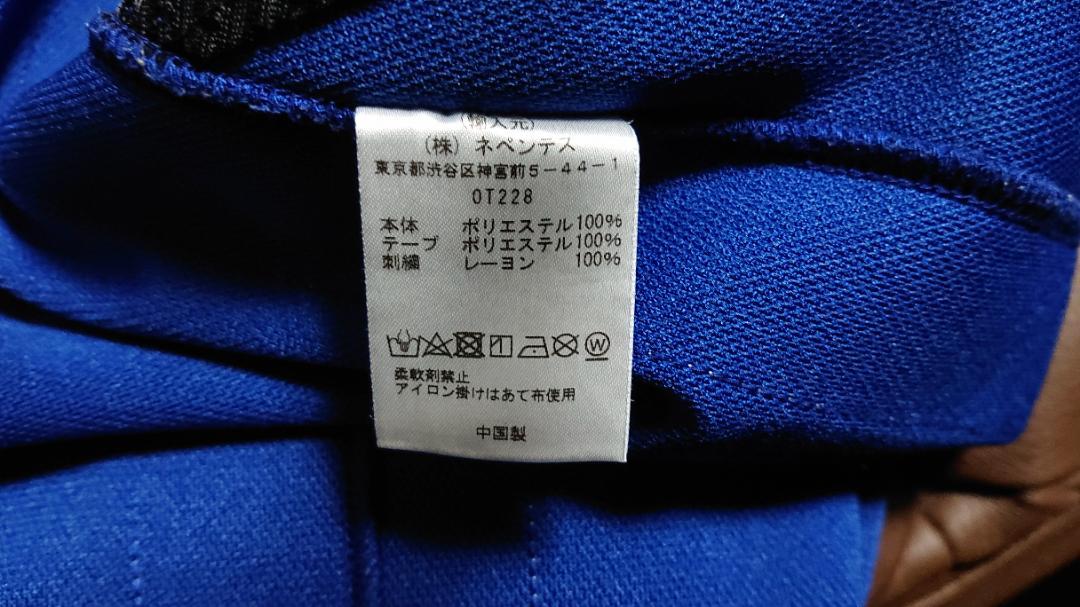 (輸入元)
(株) ネペンテス
東京都渋谷区神宮前5-44-1
OT228
本体 ポリエステル100%
テープ ポリエステル100%
刺繍 レーヨン 100%
W
柔軟剤禁止
アイロン掛けはあて布使用
中国製